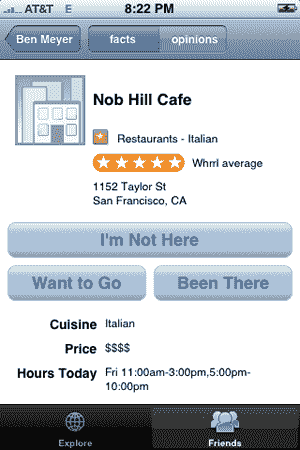 AT&T E 8:22 PM
Ben Meyer facts opinions
Nob Hill Cafe
Restaurants - Italian
Whrrl average
1152 Taylor St
San Francisco, CA
I'm Not Here
Want to Go Been There
Cuisine Italian
Price $$$$
Hours Today Fri 11:00am-3:00pm,5:00pm-
10:00pm
Explore Friends